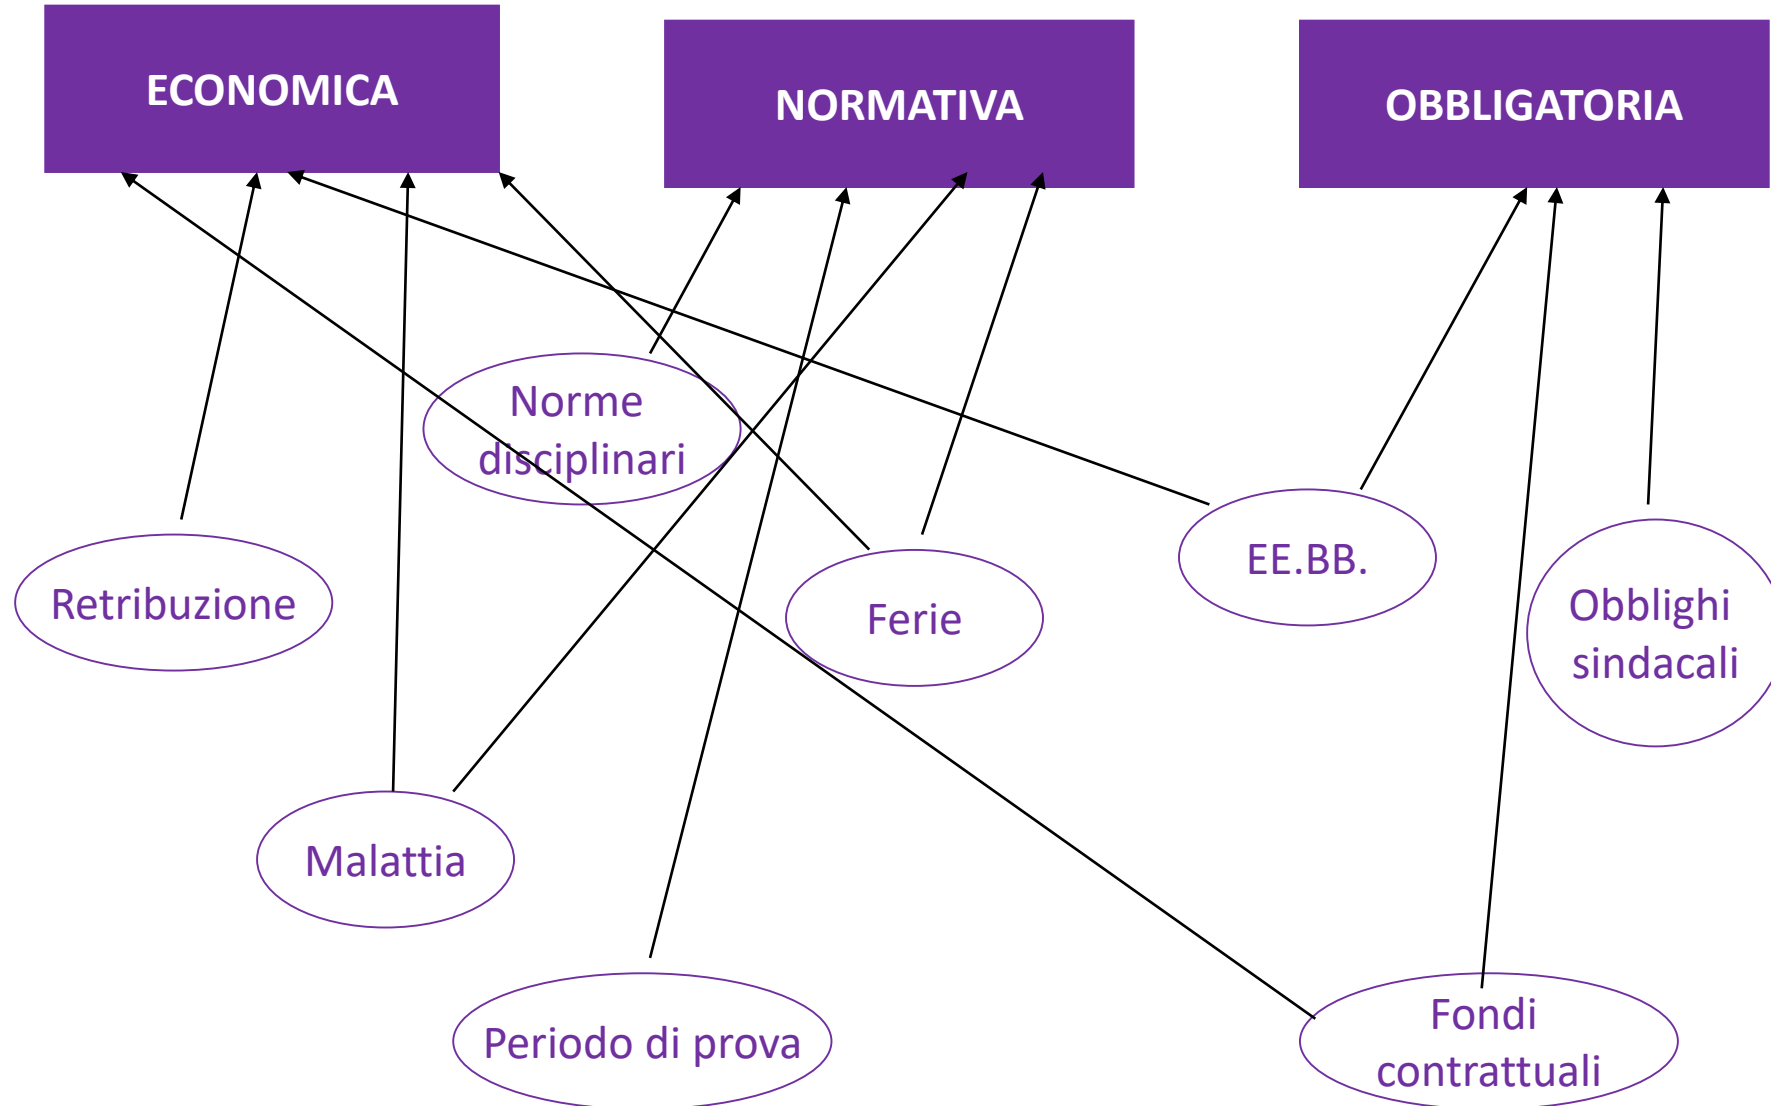 ECONOMICA
NORMATIVA
OBBLIGATORIA
Norme
disciplinari
EE.BB.
Retribuzione
Ferie
Obblighi
sindacali
Malattia
Periodo di prova
Fondi
contrattuali